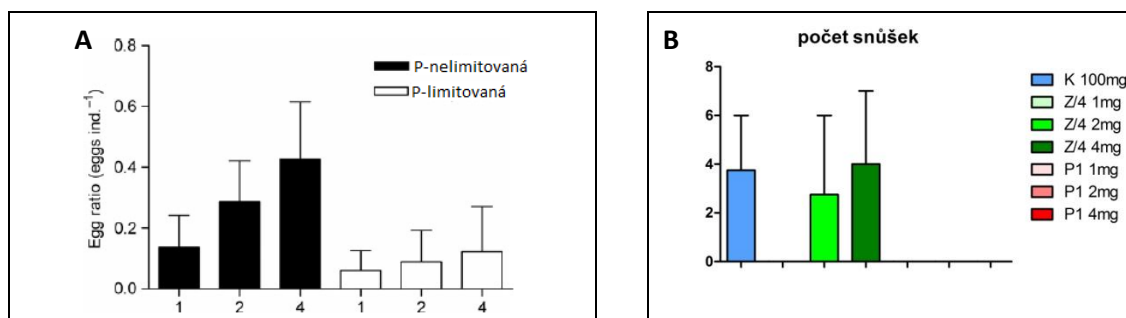 A
0.8
0.6
0.4
0.2
0.0
Egg ratio (eggs ind.⁻¹)
P-nelimitovaná
P-limitovaná
1 2 4 1 2 4
B
počet snůšek
8
6
4
2
0
K 100mg
Z/4 1mg
Z/4 2mg
Z/4 4mg
P1 1mg
P1 2mg
P1 4mg